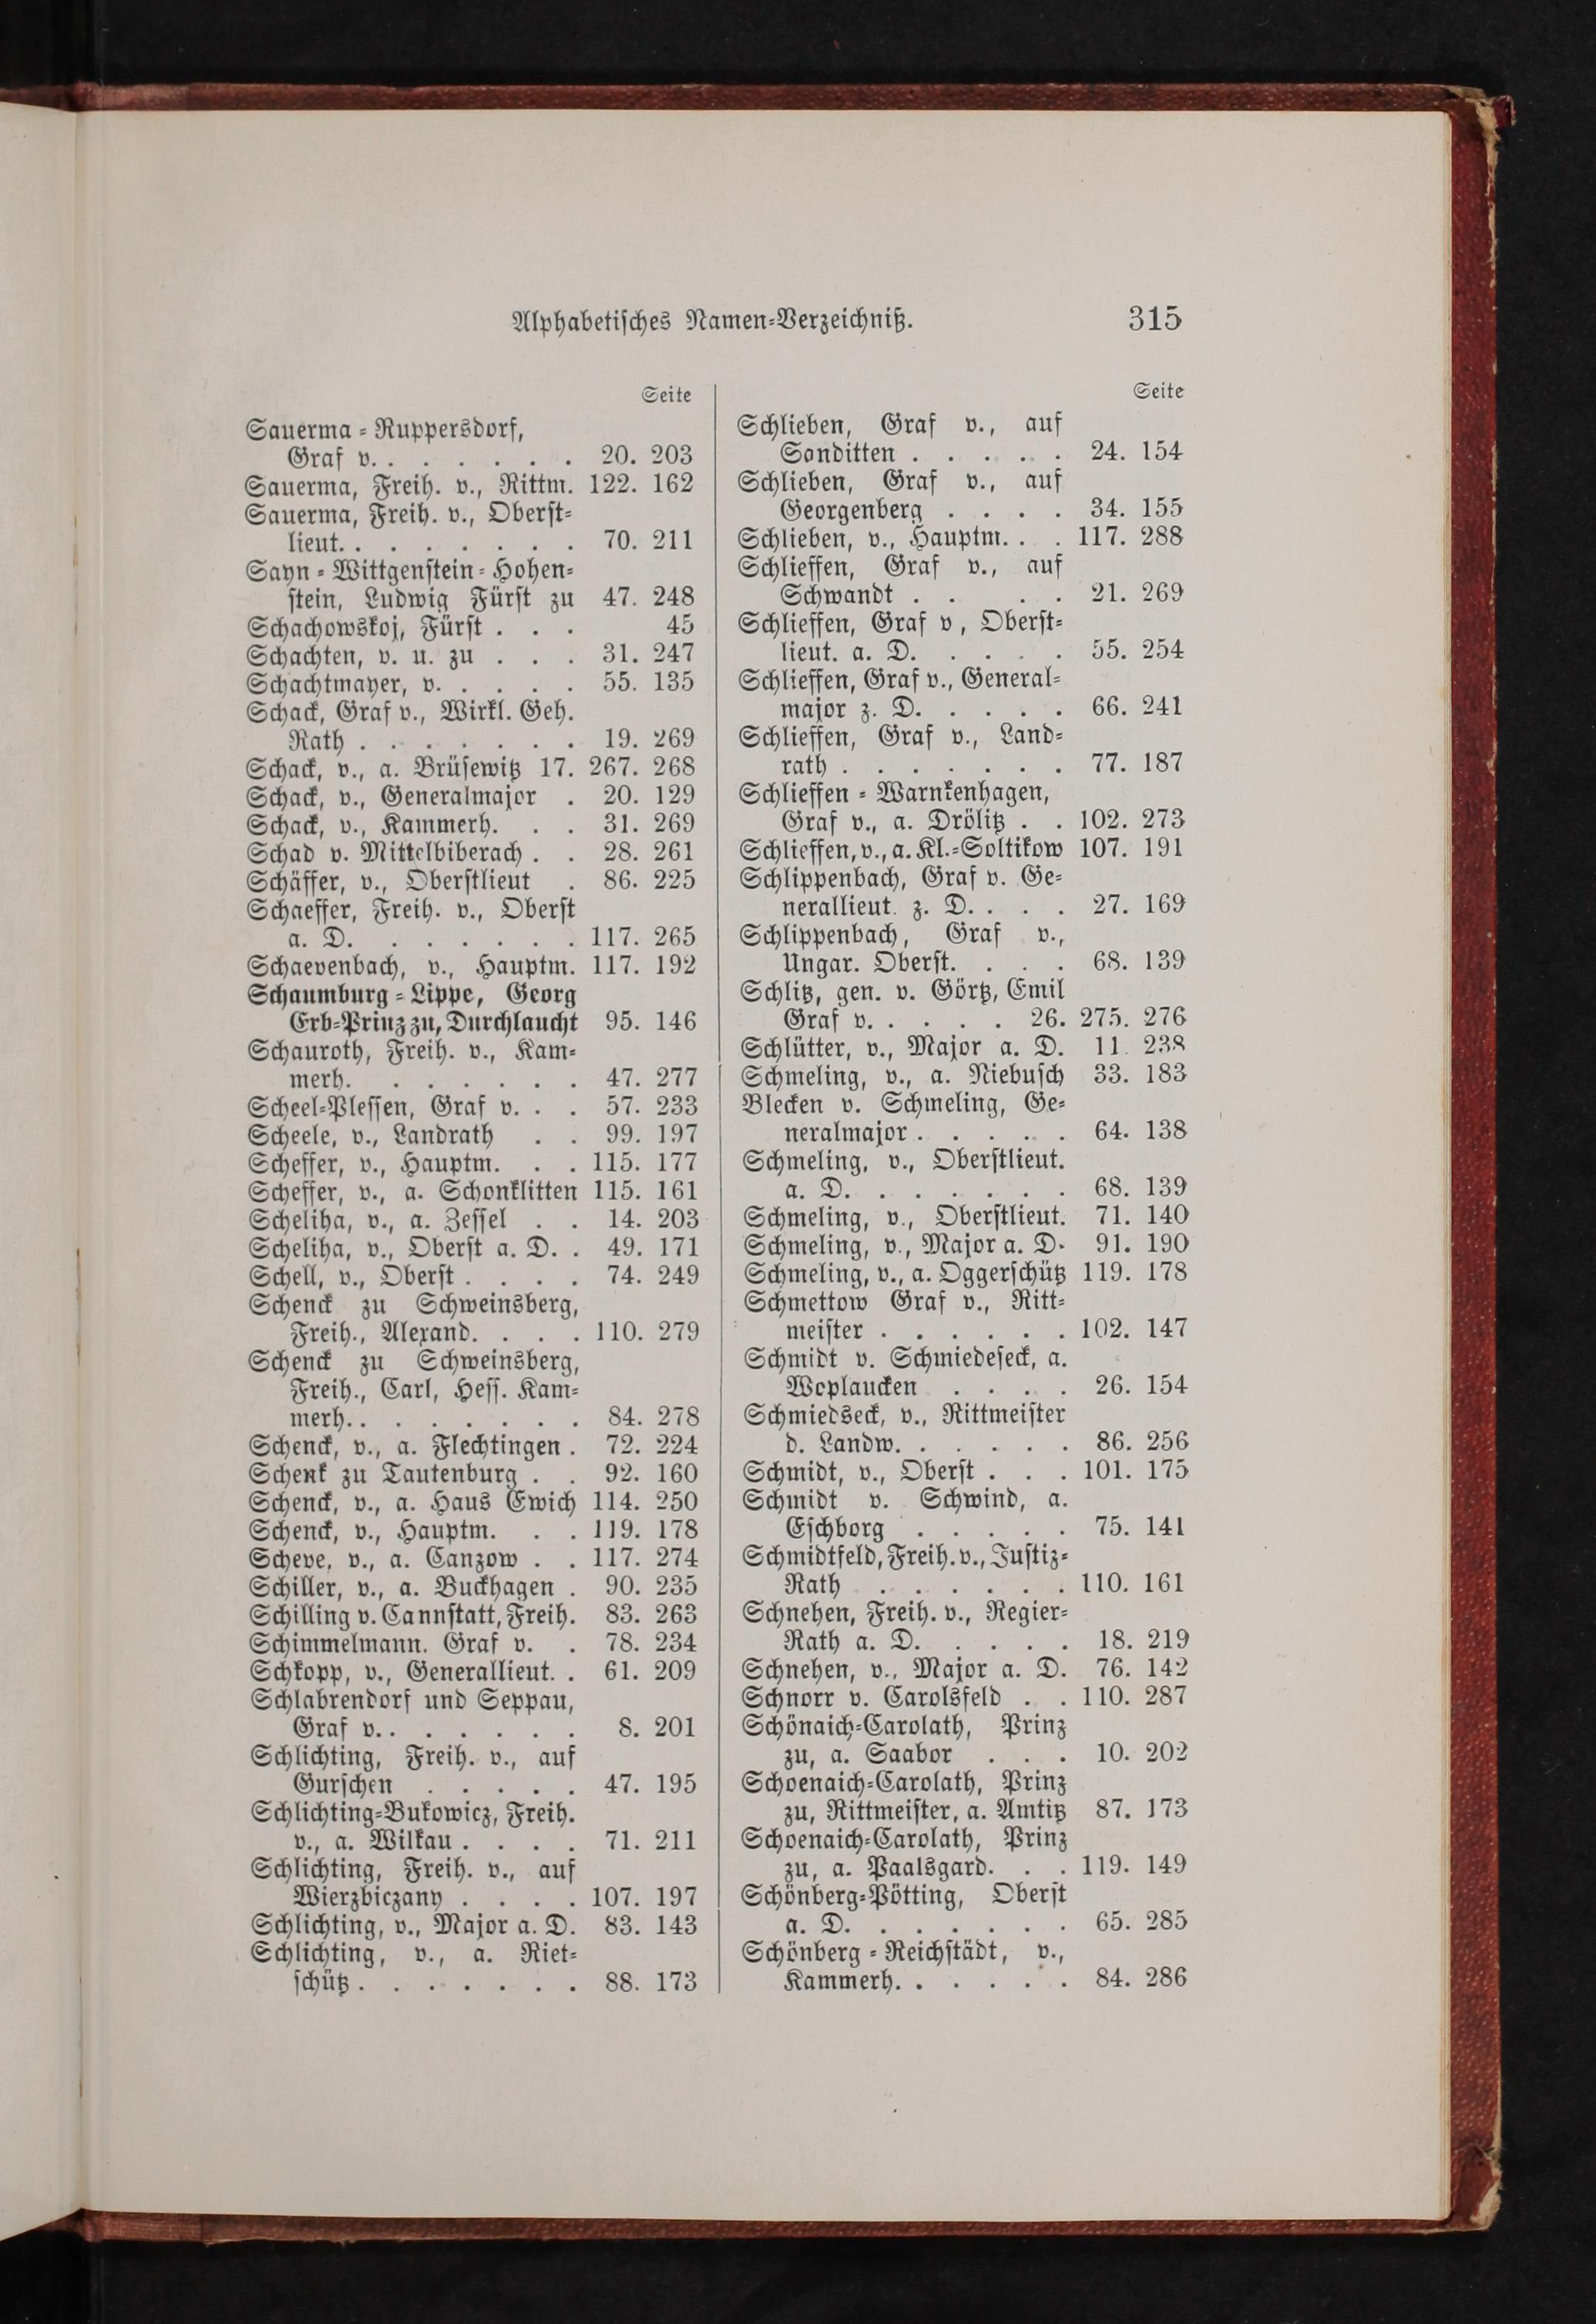 Alphabetisches Namen-Verzeichniß. 315
Seite
Sauerma-Ruppersdorf,
Graf v. . . . . . . 20. 203
Sauerma, Freih. v., Rittm. 122. 162
Sauerma, Freih. v., Oberst-
lieut. . . . . . . . 70. 211
Sayn-Wittgenstein-Hohen-
stein, Ludwig Fürst zu 47. 248
Schachowskoj, Fürst . . . 45
Schachten, v. u. zu . . . 31. 247
Schachtmayer, v. . . . . 55. 135
Schack, Graf v., Wirkl. Geh.
Rath . . . . . . . 19. 269
Schack, v., a. Brüsewitz 17. 267. 268
Schack, v., Generalmajor . 20. 129
Schack, v., Kammerh. . . 31. 269
Schad v. Mittelbiberach . . 28. 261
Schäffer, v., Oberstlieut . 86. 225
Schaeffer, Freih. v., Oberst
a. D. . . . . . . 117. 265
Schaevenbach, v., Hauptm. 117. 192
Schaumburg-Lippe, Georg
Erb-Prinz zu, Durchlaucht 95. 146
Schauroth, Freih. v., Kam-
merh. . . . . . . 47. 277
Scheel-Plessen, Graf v. . . 57. 233
Scheele, v., Landrath . . 99. 197
Scheffer, v., Hauptm. . . 115. 177
Scheffer, v., a. Schonklitten 115. 161
Scheliha, v., a. Zessel . . 14. 203
Scheliha, v., Oberst a. D. . 49. 171
Schell, v., Oberst . . . . 74. 249
Schenck zu Schweinsberg,
Freih., Alexand. . . . 110. 279
Schenck zu Schweinsberg,
Freih., Carl, Hess. Kam-
merh. . . . . . . . 84. 278
Schenck, v., a. Flechtingen . 72. 224
Schenk zu Tautenburg . . 92. 160
Schenck, v., a. Haus Ewich 114. 250
Schenck, v., Hauptm. . . 119. 178
Scheve, v., a. Canzow . . 117. 274
Schiller, v., a. Buckhagen . 90. 235
Schilling v. Cannstatt, Freih. 83. 263
Schimmelmann. Graf v. . 78. 234
Schkopp, v., Generallieut. . 61. 209
Schlabrendorf und Seppau,
Graf v. . . . . . . 8. 201
Schlichting, Freih. v., auf
Gurschen . . . . . 47. 195
Schlichting-Bukowicz, Freih.
v., a. Wilkau . . . . 71. 211
Schlichting, Freih. v., auf
Wierzbiczany . . . . 107. 197
Schlichting, v., Major a. D. 83. 143
Schlichting, v., a. Riet-
schütz . . . . . . . 88. 173
Seite
Schlieben, Graf v., auf
Sanditten . . . . . 24. 154
Schlieben, Graf v., auf
Georgenberg . . . . 34. 155
Schlieben, v., Hauptm. . . 117. 288
Schlieffen, Graf v., auf
Schwandt . . . . 21. 269
Schlieffen, Graf v, Oberst-
lieut. a. D. . . . . 55. 254
Schlieffen, Graf v., General-
major z. D. . . . . 66. 241
Schlieffen, Graf v., Land-
rath . . . . . . . 77. 187
Schlieffen-Warnkenhagen,
Graf v., a. Drölitz . . 102. 273
Schlieffen, v., a. Kl.-Soltikow 107. 191
Schlippenbach, Graf v. Ge-
nerallieut. z. D. . . . 27. 169
Schlippenbach, Graf v.,
Ungar. Oberst. . . . 68. 139
Schlitz, gen. v. Görtz, Emil
Graf v. . . . . 26. 275. 276
Schlütter, v., Major a. D. 11. 238
Schmeling, v., a. Niebusch 33. 183
Blecken v. Schmeling, Ge-
neralmajor . . . . . 64. 138
Schmeling, v., Oberstlieut.
a. D. . . . . . . 68. 139
Schmeling, v., Oberstlieut. 71. 140
Schmeling, v., Major a. D. 91. 190
Schmeling, v., a. Oggerschütz 119. 178
Schmettow Graf v., Ritt-
meister . . . . . . 102. 147
Schmidt v. Schmiedeseck, a.
Woplaucken . . . . 26. 154
Schmiedseck, v., Rittmeister
d. Landw. . . . . . 86. 256
Schmidt, v., Oberst . . . 101. 175
Schmidt v. Schwind, a.
Eschborg . . . . . 75. 141
Schmidtfeld, Freih. v., Justiz-
Rath . . . . . . 110. 161
Schnehen, Freih. v., Regier-
Rath a. D. . . . . 18. 219
Schnehen, v., Major a. D. 76. 142
Schnorr v. Carolsfeld . . 110. 287
Schönaich-Carolath, Prinz
zu, a. Saabor . . . 10. 202
Schoenaich-Carolath, Prinz
zu, Rittmeister, a. Amtitz 87. 173
Schoenaich-Carolath, Prinz
zu, a. Paalsgard. . . 119. 149
Schönberg-Pötting, Oberst
a. D. . . . . . . 65. 285
Schönberg-Reichstädt, v.,
Kammerh. . . . . . 84. 286